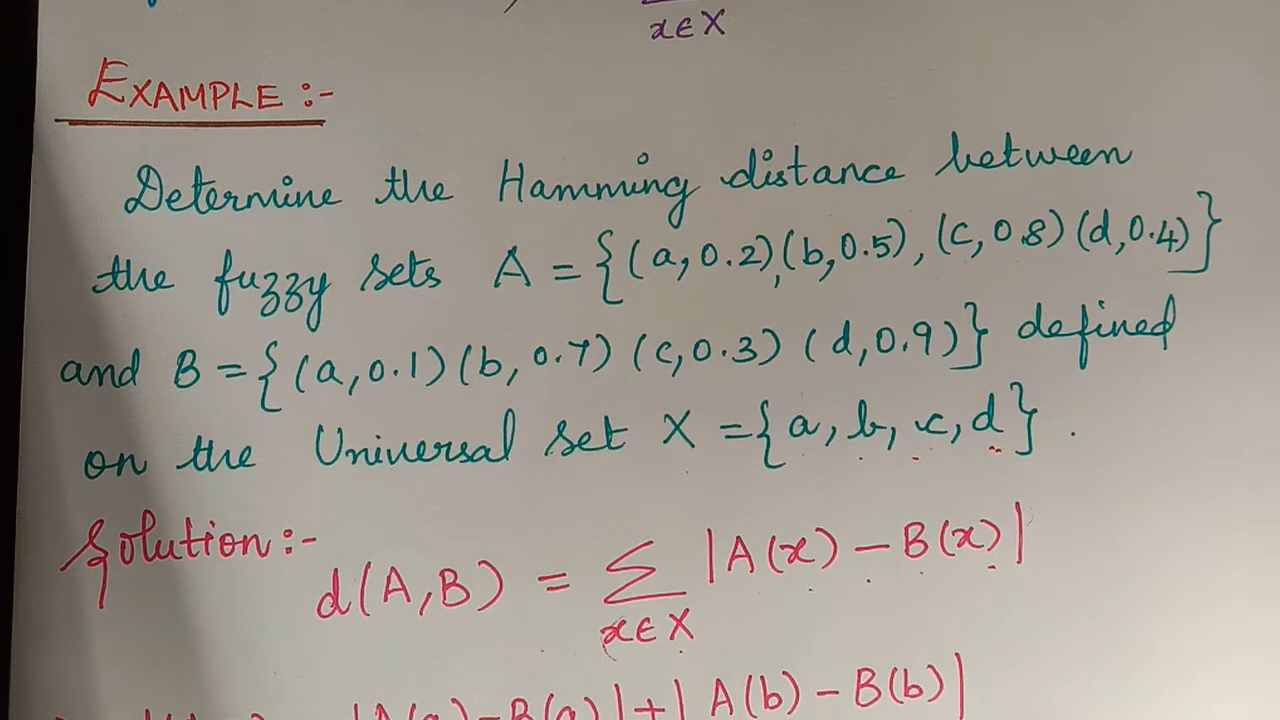 x∈X
EXAMPLE :-
Determine the Hamming distance between
the fuzzy sets A = {(a,0.2),(b,0.5),(c,0.8)(d,0.4)}
and B = {(a,0.1)(b,0.7)(c,0.3)(d,0.9)} defined
on the Universal set X = {a, b, c, d}.
Solution:-
d(A,B) = ∑ |A(x) - B(x)|
x∈X
|A(a) - B(a)| + |A(b) - B(b)|